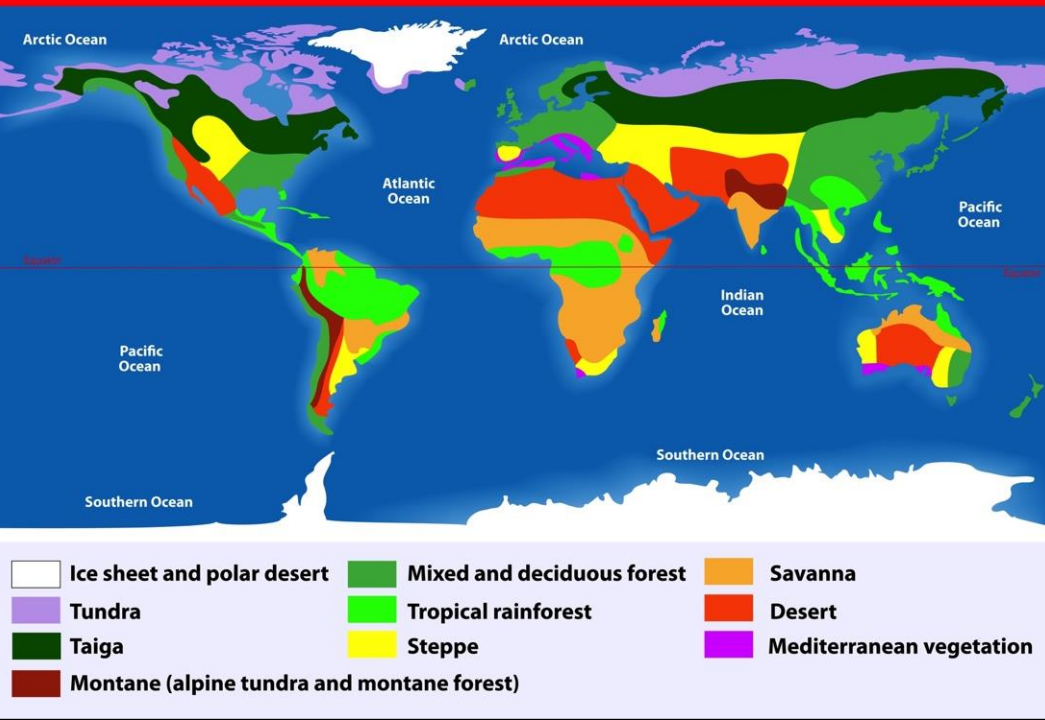 Arctic Ocean
Arctic Ocean
Atlantic
Ocean
Pacific
Ocean
Equator
Equator
Indian
Ocean
Pacific
Ocean
Southern Ocean
Southern Ocean
Ice sheet and polar desert
Mixed and deciduous forest
Savanna
Tundra
Tropical rainforest
Desert
Taiga
Steppe
Mediterranean vegetation
Montane (alpine tundra and montane forest)